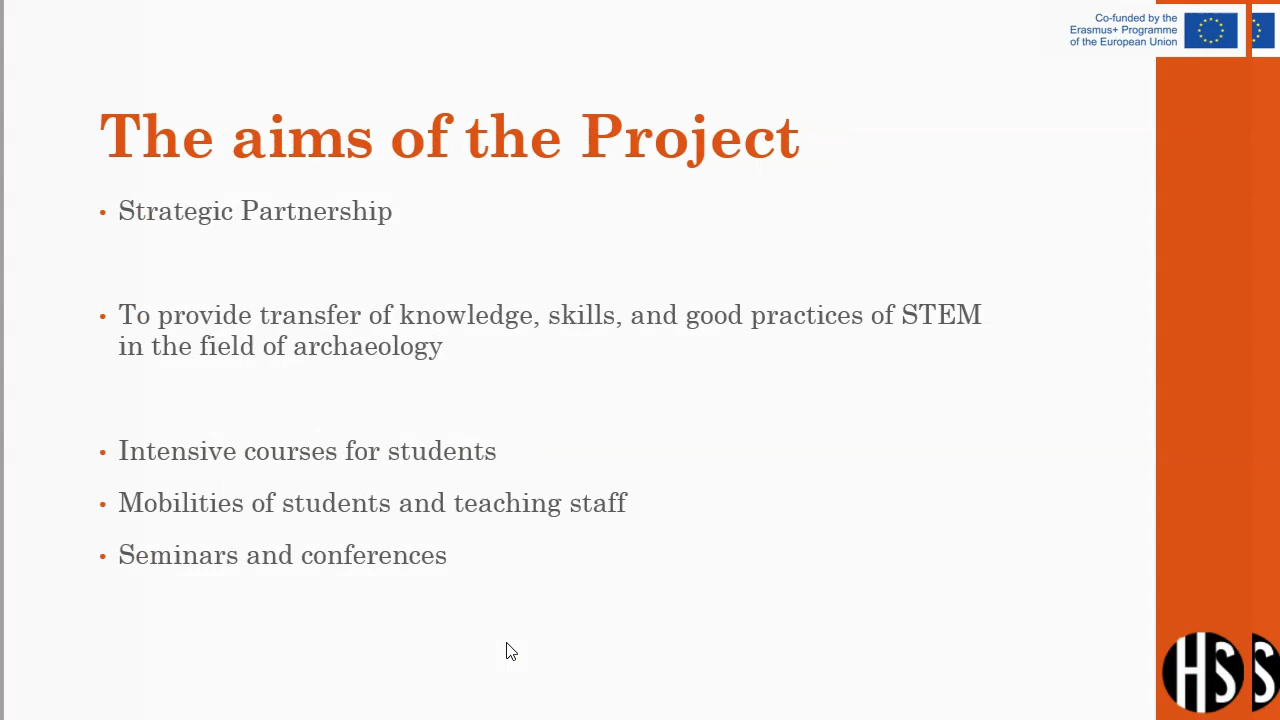 Co-funded by the
Erasmus+ Programme
of the European Union
The aims of the Project
• Strategic Partnership
• To provide transfer of knowledge, skills, and good practices of STEM
in the field of archaeology
• Intensive courses for students
• Mobilities of students and teaching staff
• Seminars and conferences
HSS S